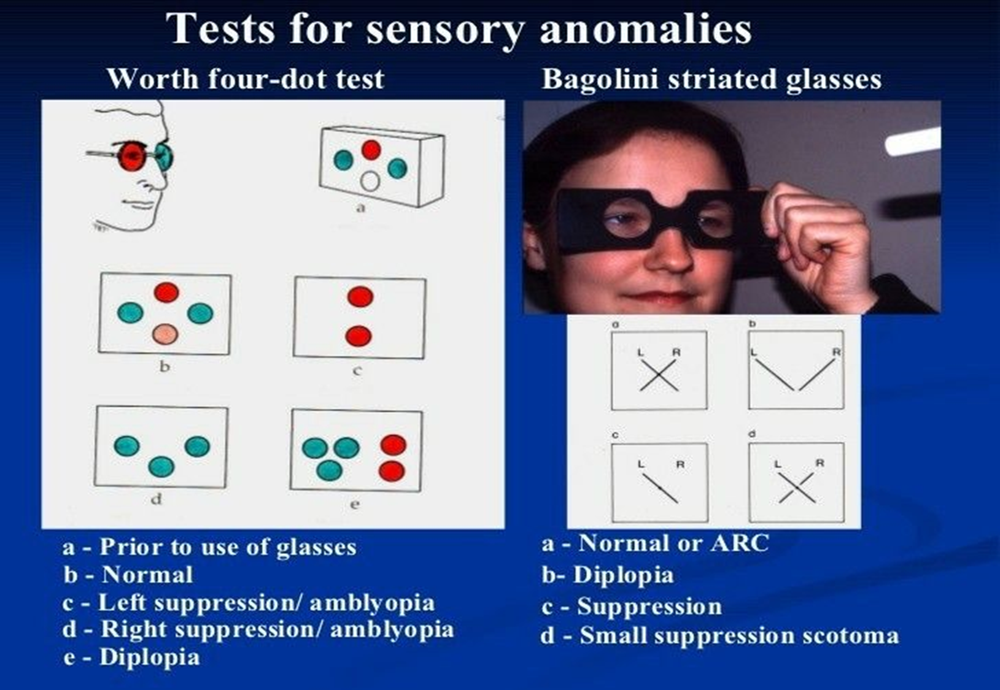 Tests for sensory anomalies
Worth four-dot test
a
b
c
d
e
a - Prior to use of glasses
b - Normal
c - Left suppression/ amblyopia
d - Right suppression/ amblyopia
e - Diplopia
Bagolini striated glasses
a b
L R L R
c d
L R L R
a - Normal or ARC
b- Diplopia
c - Suppression
d - Small suppression scotoma